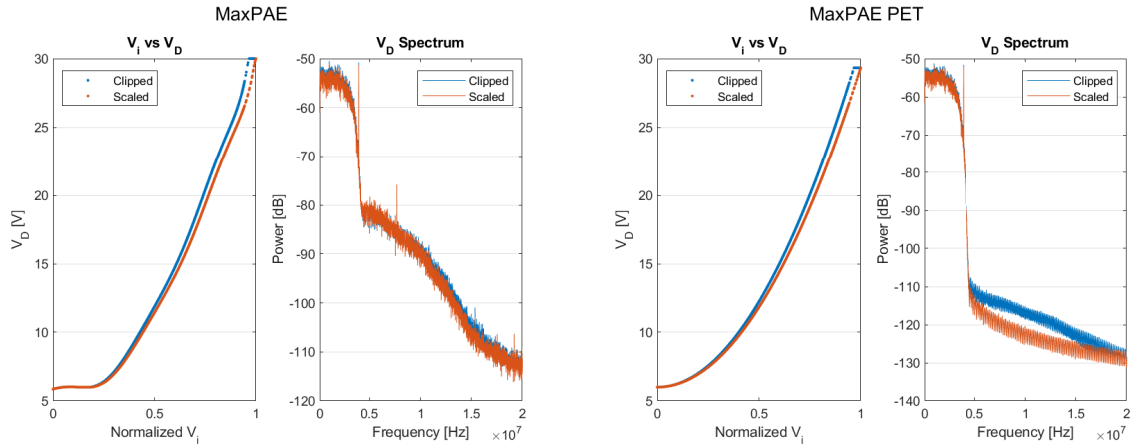 MaxPAE
V_i vs V_D
Clipped
Scaled
30
25
20
15
10
5
V_D [V]
0
0.5
1
Normalized V_i
V_D Spectrum
Clipped
Scaled
-50
-60
-70
-80
-90
-100
-110
-120
Power [dB]
0
0.5
1
1.5
2
Frequency [Hz]
×10^7
MaxPAE PET
V_i vs V_D
Clipped
Scaled
30
25
20
15
10
5
V_D [V]
0
0.5
1
Normalized V_i
V_D Spectrum
Clipped
Scaled
-50
-60
-70
-80
-90
-100
-110
-120
-130
-140
Power [dB]
0
0.5
1
1.5
2
Frequency [Hz]
×10^7